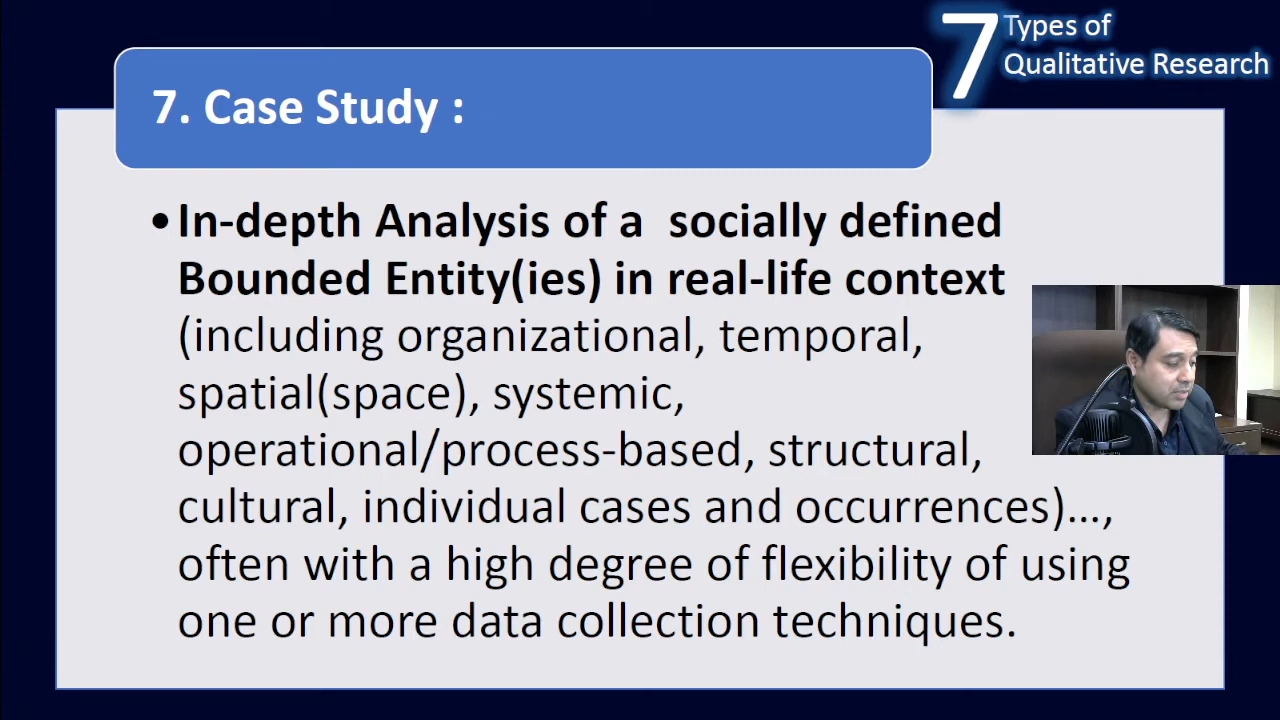 7 Types of
Qualitative Research
7. Case Study :
•In-depth Analysis of a  socially defined
Bounded Entity(ies) in real-life context
(including organizational, temporal,
spatial(space), systemic,
operational/process-based, structural,
cultural, individual cases and occurrences)…,
often with a high degree of flexibility of using
one or more data collection techniques.